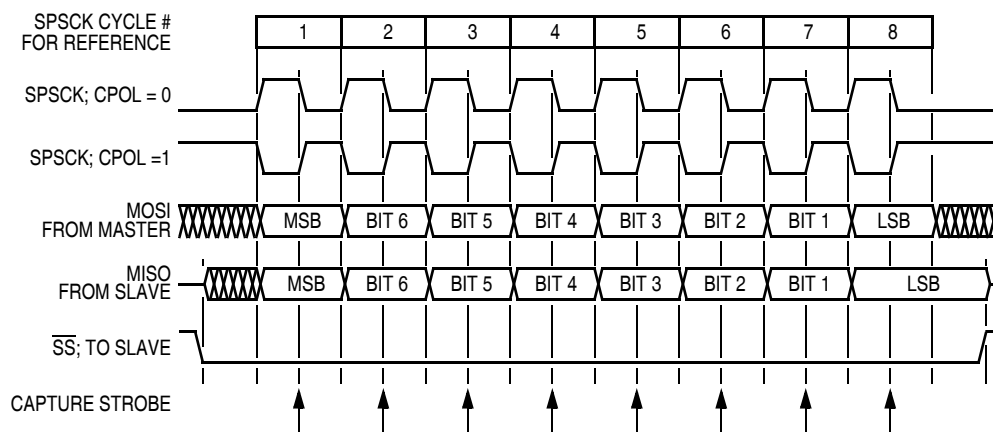 SPSCK CYCLE #
FOR REFERENCE
1 2 3 4 5 6 7 8
SPSCK; CPOL = 0
SPSCK; CPOL =1
MOSI
FROM MASTER
MSB BIT 6 BIT 5 BIT 4 BIT 3 BIT 2 BIT 1 LSB
MISO
FROM SLAVE
MSB BIT 6 BIT 5 BIT 4 BIT 3 BIT 2 BIT 1 LSB
SS; TO SLAVE
CAPTURE STROBE